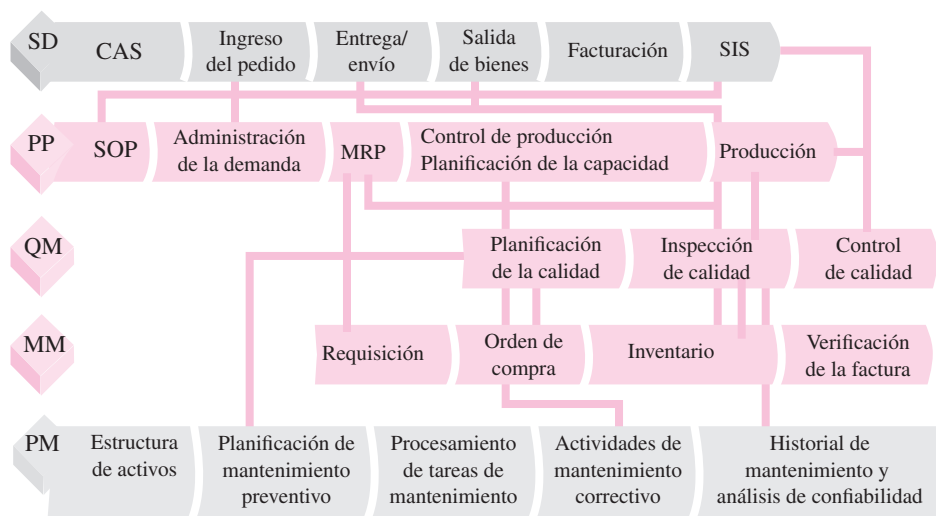 SD
CAS
Ingreso
del pedido
Entrega/
envío
Salida
de bienes
Facturación
SIS
PP
SOP
Administración
de la demanda
MRP
Control de producción
Planificación de la capacidad
Producción
QM
Planificación
de la calidad
Inspección
de calidad
Control
de calidad
MM
Requisición
Orden de
compra
Inventario
Verificación
de la factura
PM
Estructura
de activos
Planificación de
mantenimiento
preventivo
Procesamiento
de tareas de
mantenimiento
Actividades de
mantenimiento
correctivo
Historial de
mantenimiento y
análisis de confiabilidad